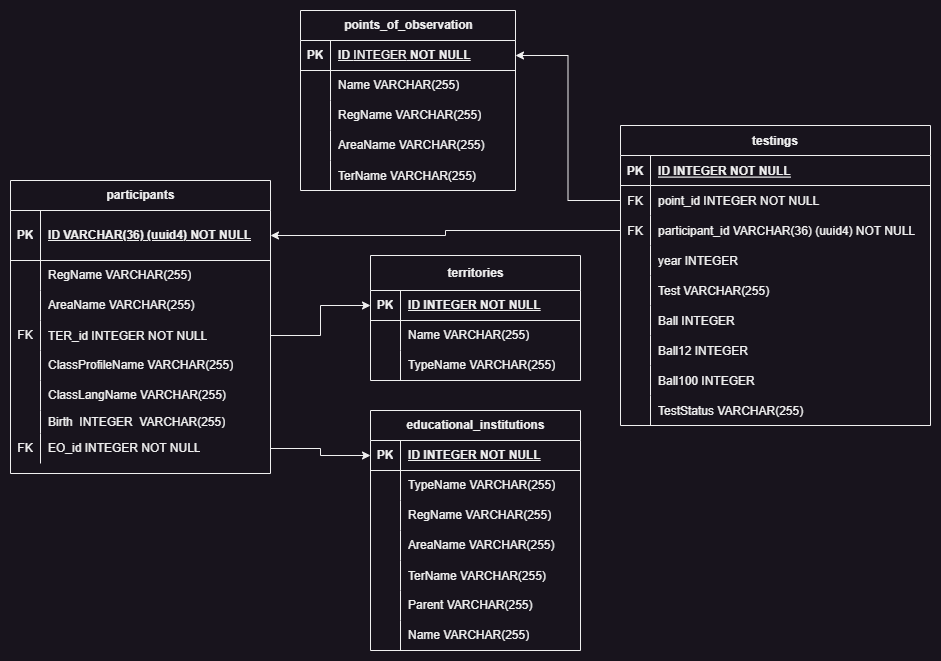 points_of_observation
PK ID INTEGER NOT NULL
Name VARCHAR(255)
RegName VARCHAR(255)
AreaName VARCHAR(255)
TerName VARCHAR(255)
testings
PK ID INTEGER NOT NULL
FK point_id INTEGER NOT NULL
FK participant_id VARCHAR(36) (uuid4) NOT NULL
year INTEGER
Test VARCHAR(255)
Ball INTEGER
Ball12 INTEGER
Ball100 INTEGER
TestStatus VARCHAR(255)
participants
PK ID VARCHAR(36) (uuid4) NOT NULL
RegName VARCHAR(255)
AreaName VARCHAR(255)
FK TER_id INTEGER NOT NULL
ClassProfileName VARCHAR(255)
ClassLangName VARCHAR(255)
Birth INTEGER VARCHAR(255)
FK EO_id INTEGER NOT NULL
territories
PK ID INTEGER NOT NULL
Name VARCHAR(255)
TypeName VARCHAR(255)
educational_institutions
PK ID INTEGER NOT NULL
TypeName VARCHAR(255)
RegName VARCHAR(255)
AreaName VARCHAR(255)
TerName VARCHAR(255)
Parent VARCHAR(255)
Name VARCHAR(255)